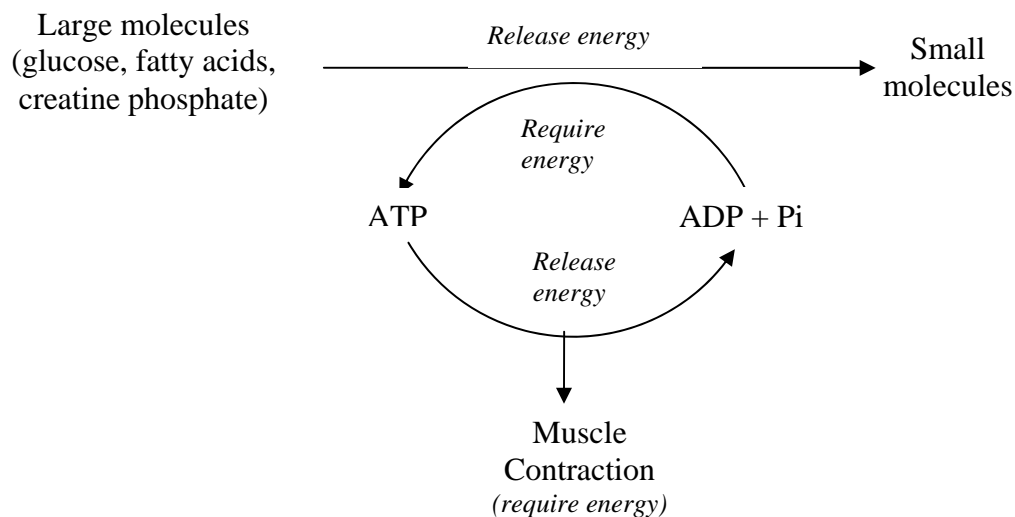 Large molecules
(glucose, fatty acids,
creatine phosphate)
Release energy
Small
molecules
Require
energy
ATP
ADP + Pi
Release
energy
Muscle
Contraction
(require energy)